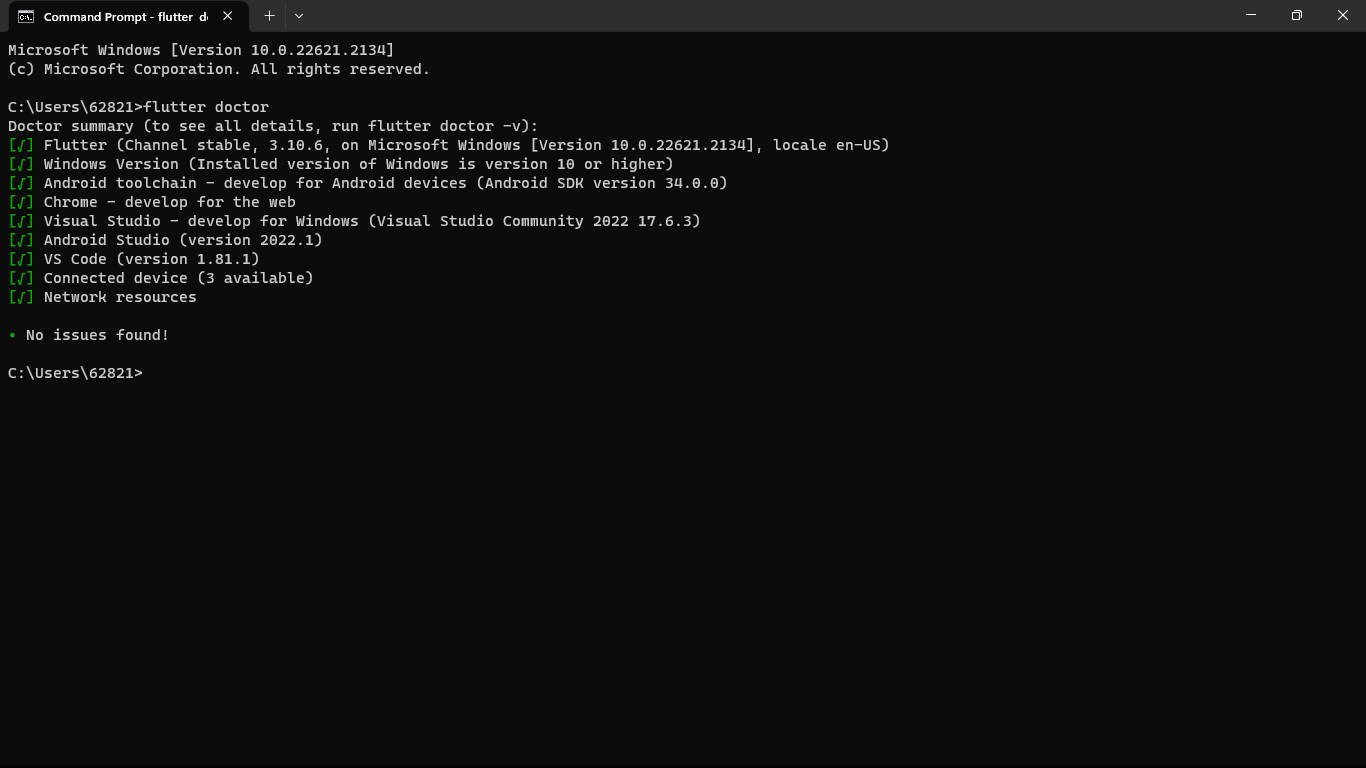 Command Prompt - flutter d
Microsoft Windows [Version 10.0.22621.2134]
(c) Microsoft Corporation. All rights reserved.
C:\Users\62821>flutter doctor
Doctor summary (to see all details, run flutter doctor -v):
[√] Flutter (Channel stable, 3.10.6, on Microsoft Windows [Version 10.0.22621.2134], locale en-US)
[√] Windows Version (Installed version of Windows is version 10 or higher)
[√] Android toolchain - develop for Android devices (Android SDK version 34.0.0)
[√] Chrome - develop for the web
[√] Visual Studio - develop for Windows (Visual Studio Community 2022 17.6.3)
[√] Android Studio (version 2022.1)
[√] VS Code (version 1.81.1)
[√] Connected device (3 available)
[√] Network resources
• No issues found!
C:\Users\62821>